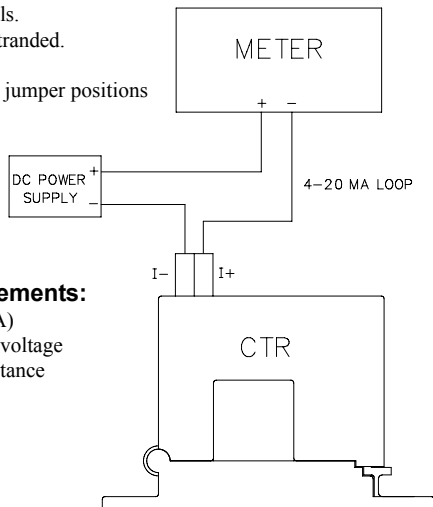 ls.
tranded.
jumper positions
METER
+ −
DC POWER +
SUPPLY −
4-20 MA LOOP
I- I+
ements:
A)
voltage
tance
CTR